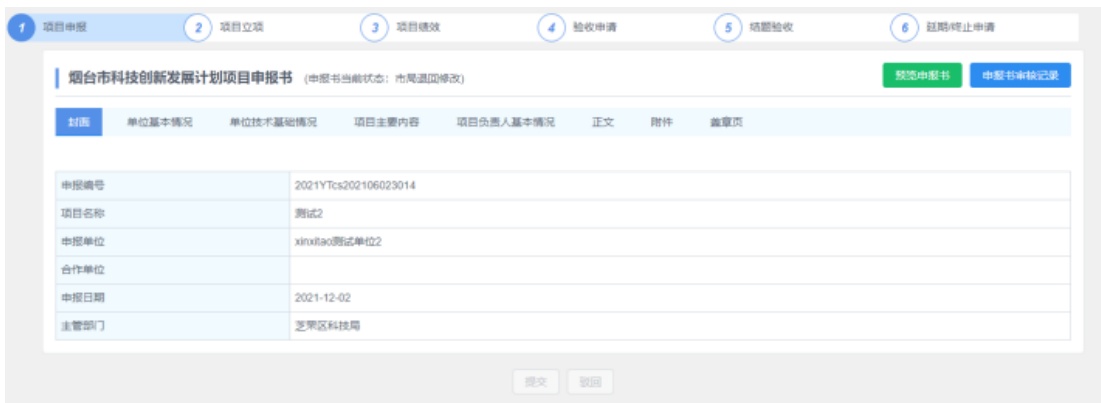 1 项目申报 2 项目立项 3 项目绩效 4 验收申请 5 结题验收 6 延期/终止申请
烟台市科技创新发展计划项目申报书 (申报书当前状态：市局退回修改) 预览申报书 申报书审核记录
封面 单位基本情况 单位技术基础情况 项目主要内容 项目负责人基本情况 正文 附件 盖章页
申报编号 2021YTcs202106023014
项目名称 测试2
申报单位 xinxitao测试单位2
合作单位
申报日期 2021-12-02
主管部门 芝罘区科技局
提交 驳回